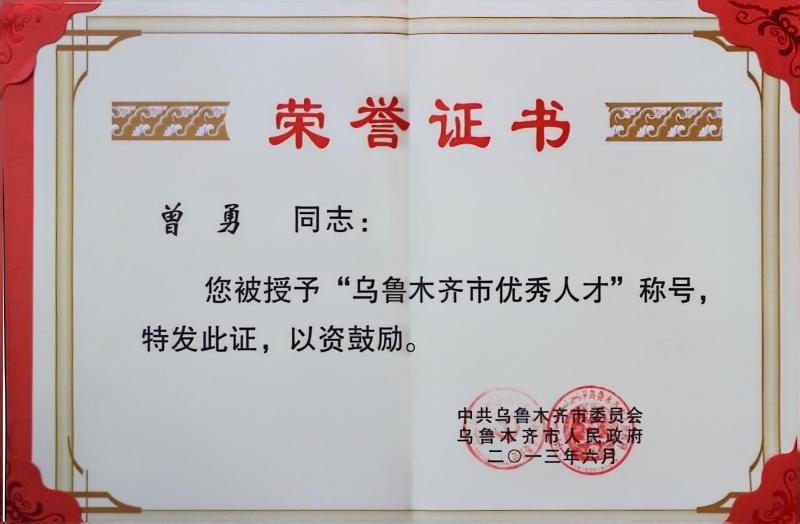 荣誉证书
曾勇 同志：
您被授予“乌鲁木齐市优秀人才”称号，
特发此证，以资鼓励。
中共乌鲁木齐市委员会
乌鲁木齐市人民政府
二〇一三年六月